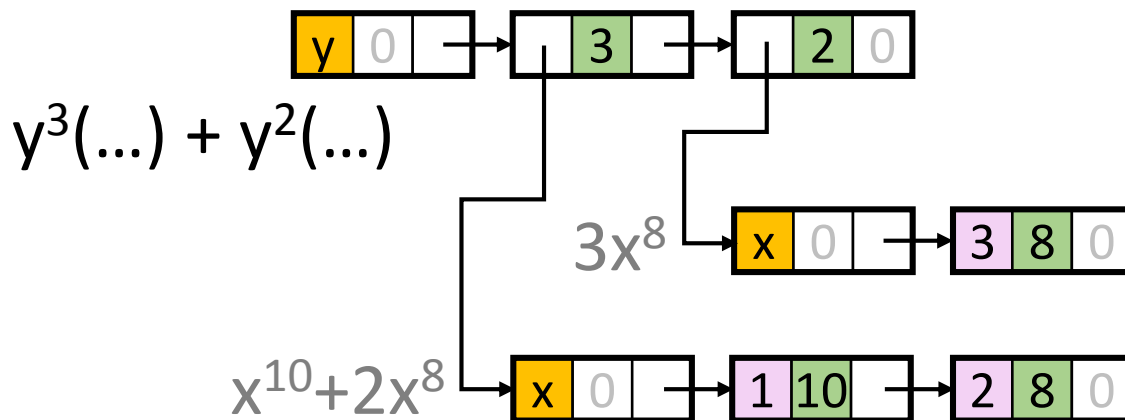 y 0 3 2 0
y³(...) + y²(...)
3x⁸ x 0 3 8 0
x¹⁰+2x⁸ x 0 1 10 2 8 0